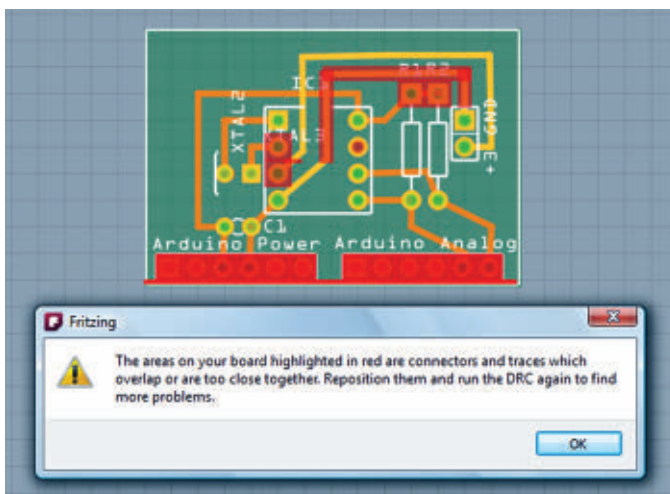 R1R2
IC1
XTAL2
XTAL1
+3 GND
C1
Arduino Power Arduino Analog
Fritzing
The areas on your board highlighted in red are connectors and traces which
overlap or are too close together. Reposition them and run the DRC again to find
more problems.
OK